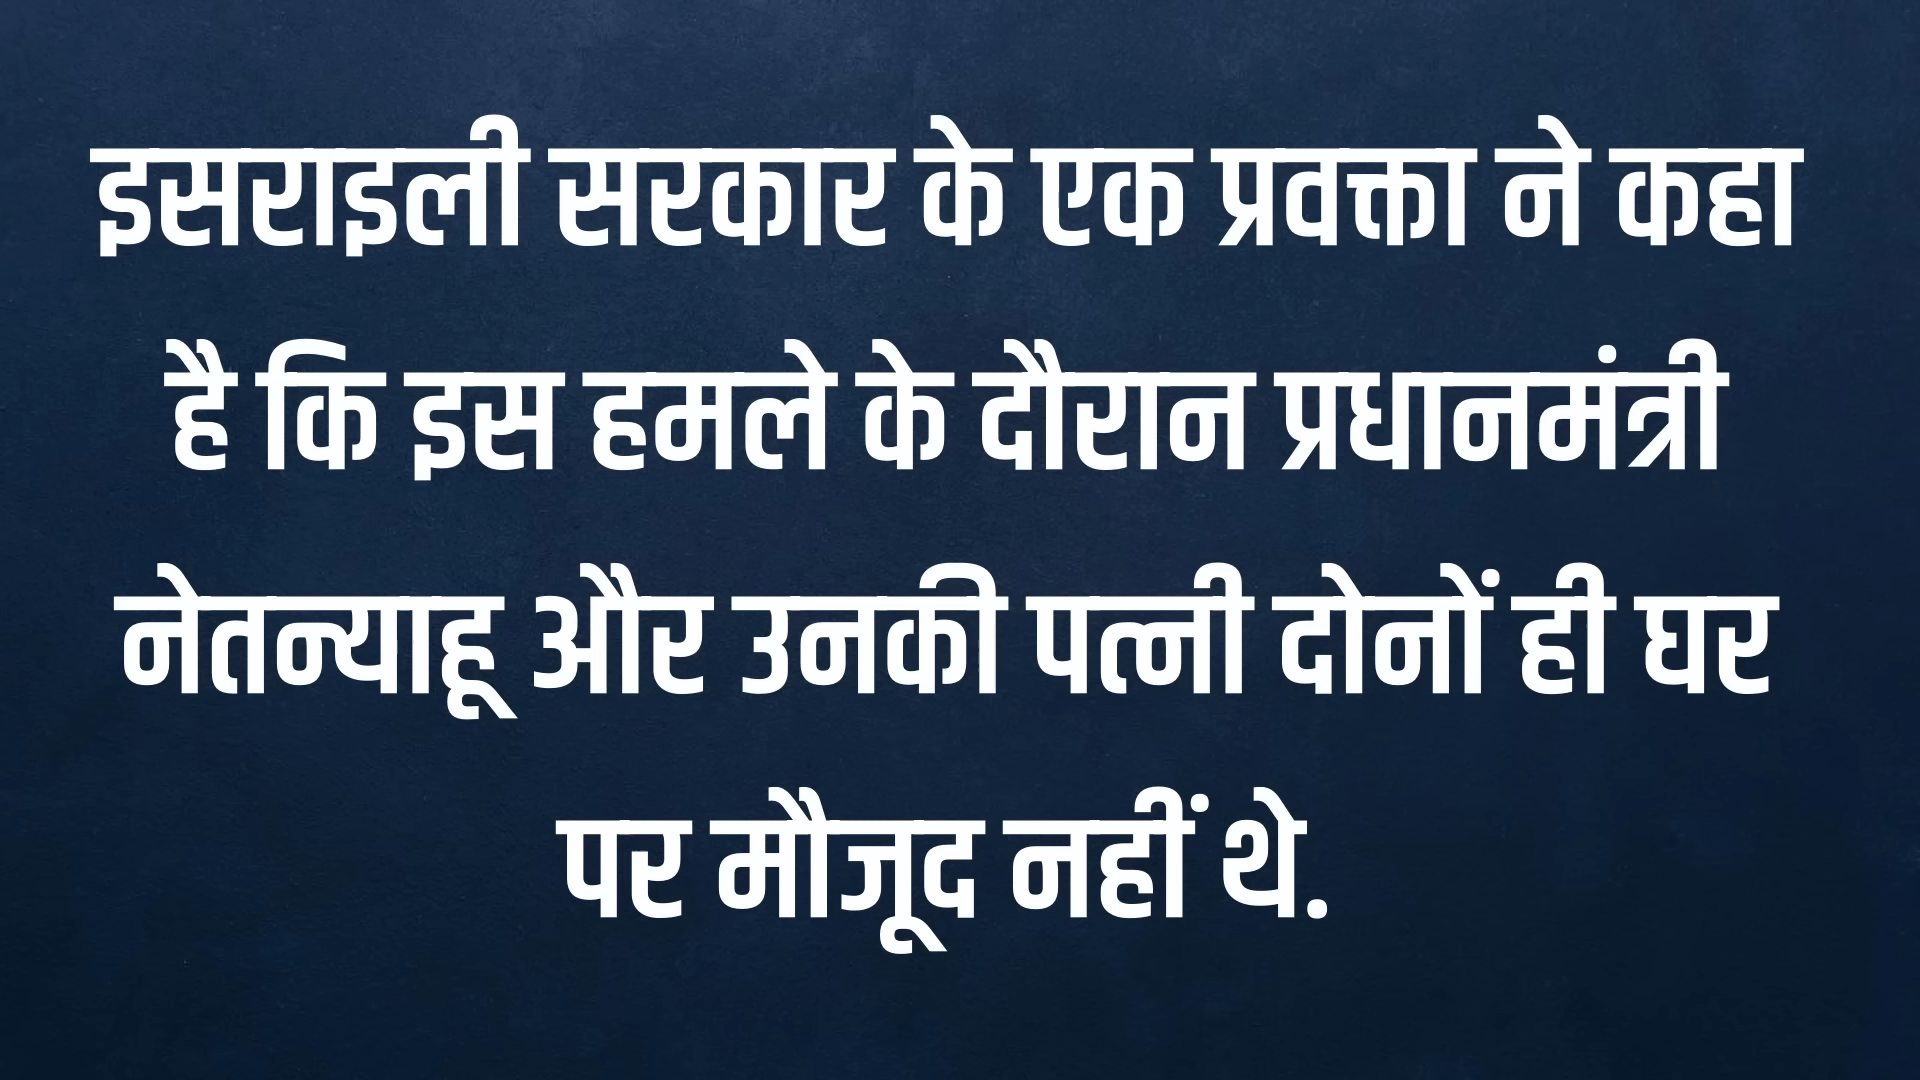 इसराइली सरकार के एक प्रवक्ता ने कहा
है कि इस हमले के दौरान प्रधानमंत्री
नेतन्याहू और उनकी पत्नी दोनों ही घर
पर मौजूद नहीं थे.